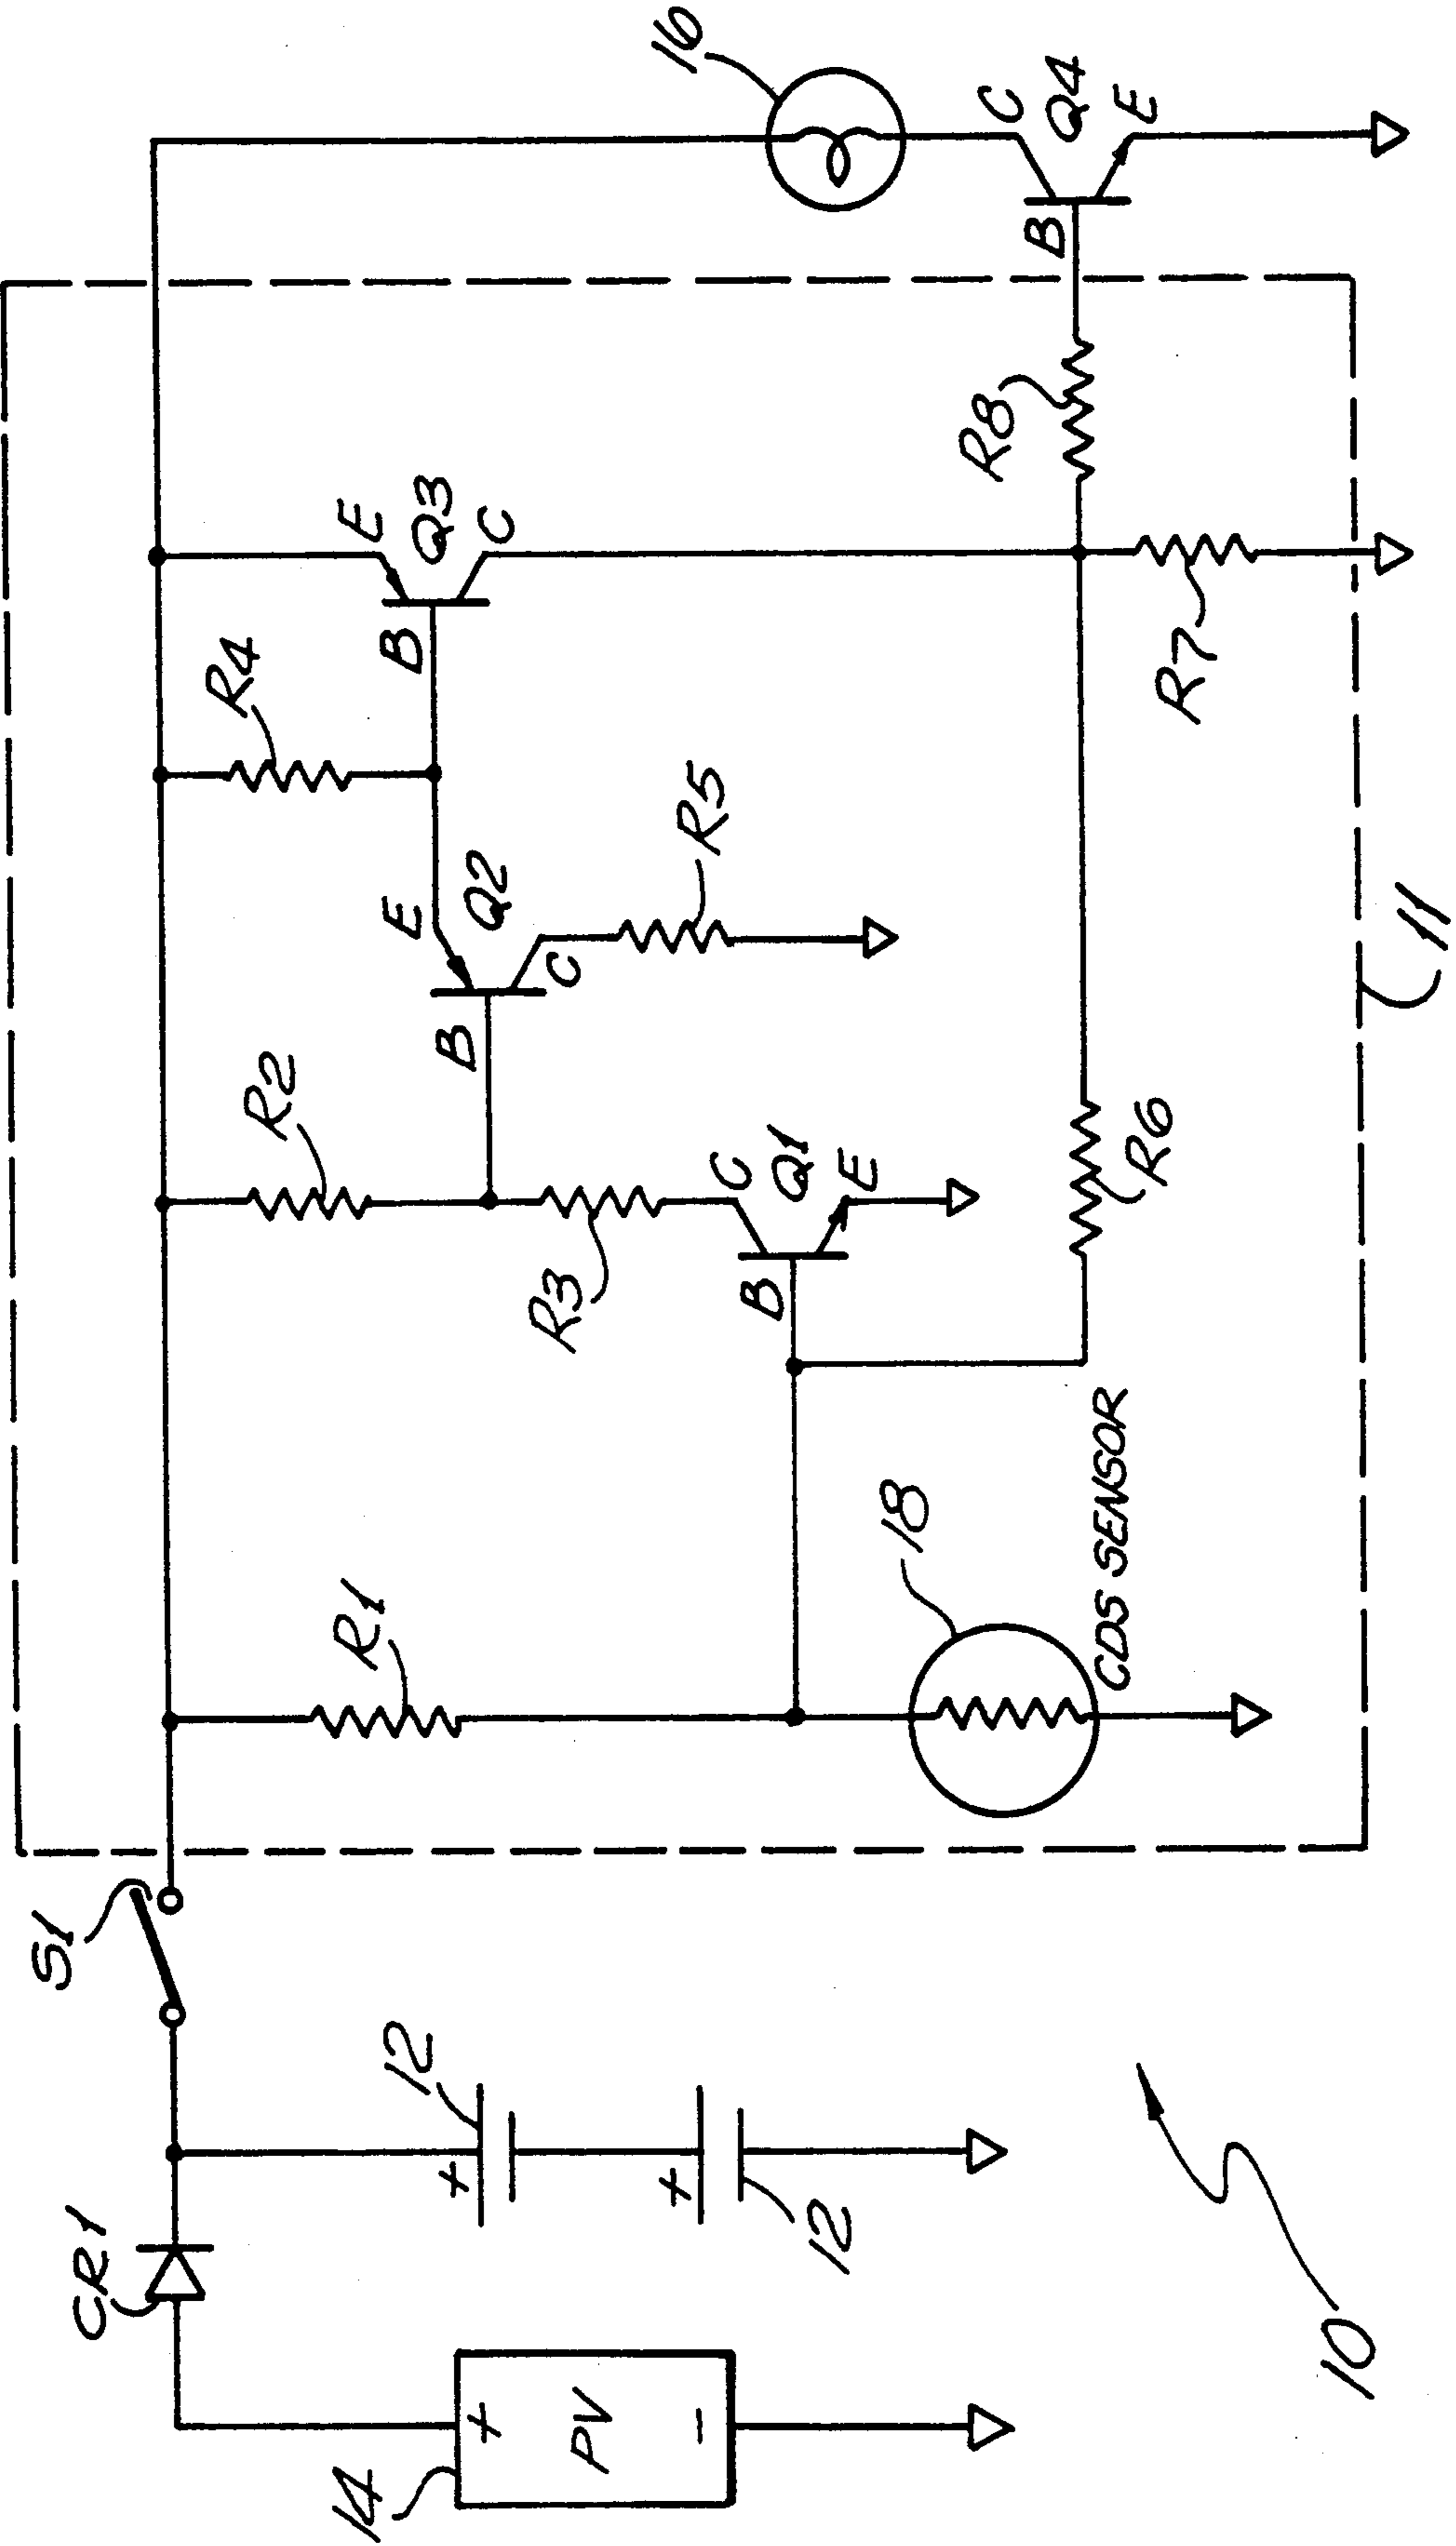 CR1
S1
14
+
PV
-
12
+
+
12
R1
18
CDS SENSOR
R2
R3
B
C
Q1
E
R6
R4
E
Q2
B
C
R5
E
Q3
B
C
R8
R7
16
C
Q4
B
E
11
10